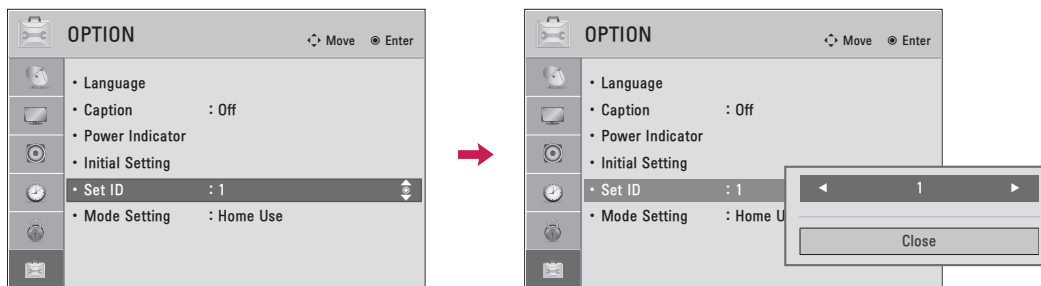 OPTION
Move Enter
• Language
• Caption : Off
• Power Indicator
• Initial Setting
• Set ID : 1
• Mode Setting : Home Use
OPTION
Move Enter
• Language
• Caption : Off
• Power Indicator
• Initial Setting
• Set ID : 1
• Mode Setting : Home U
◀ 1 ▶
Close